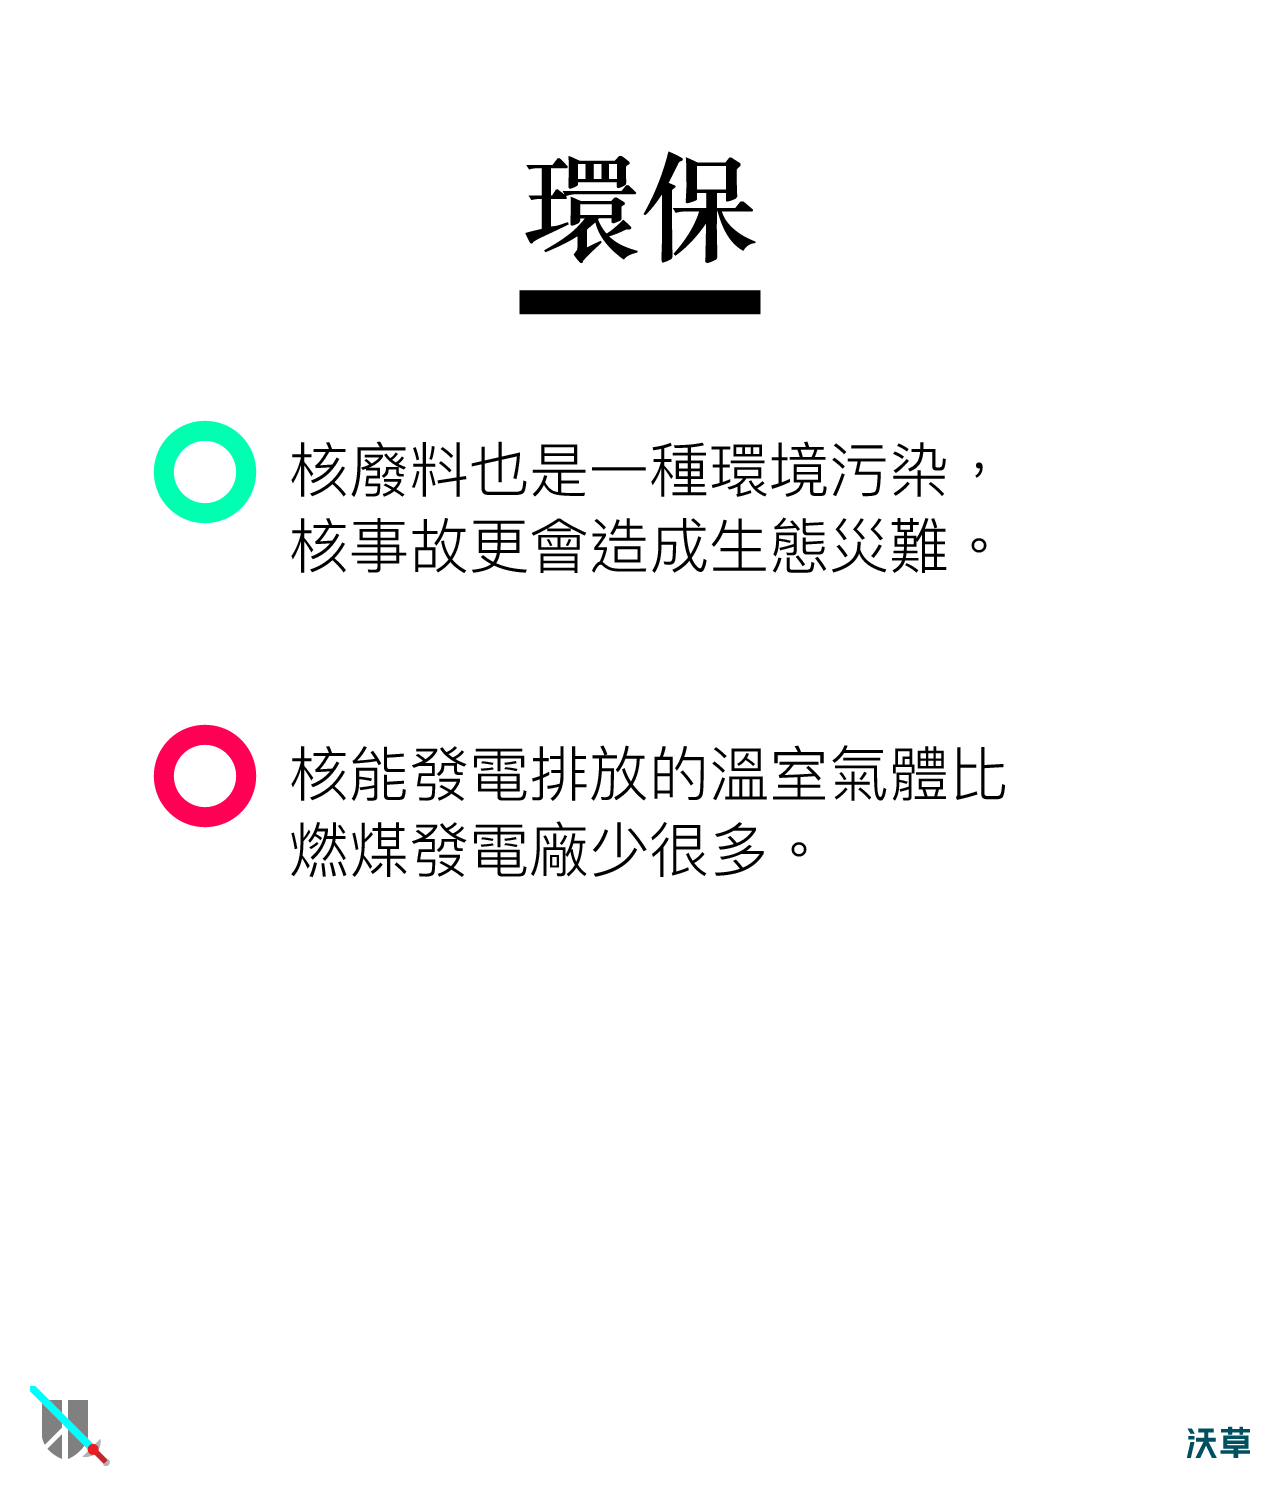 環保
核廢料也是一種環境污染，
核事故更會造成生態災難。
核能發電排放的溫室氣體比
燃煤發電廠少很多。
沃草